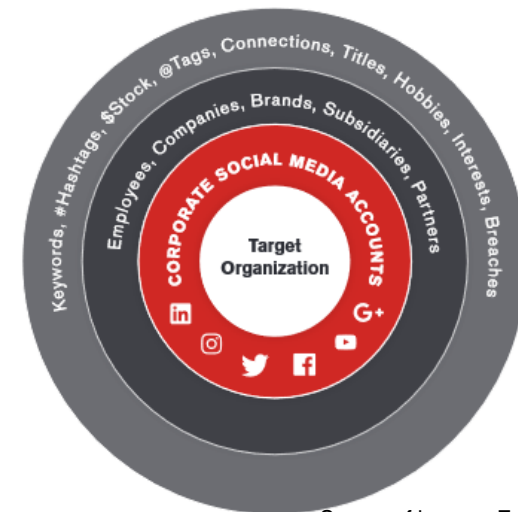 Keywords, #Hashtags, $Stock, @Tags, Connections, Titles, Hobbies, Interests, Breaches
Employees, Companies, Brands, Subsidiaries, Partners
CORPORATE SOCIAL MEDIA ACCOUNTS
Target
Organization
in
G+